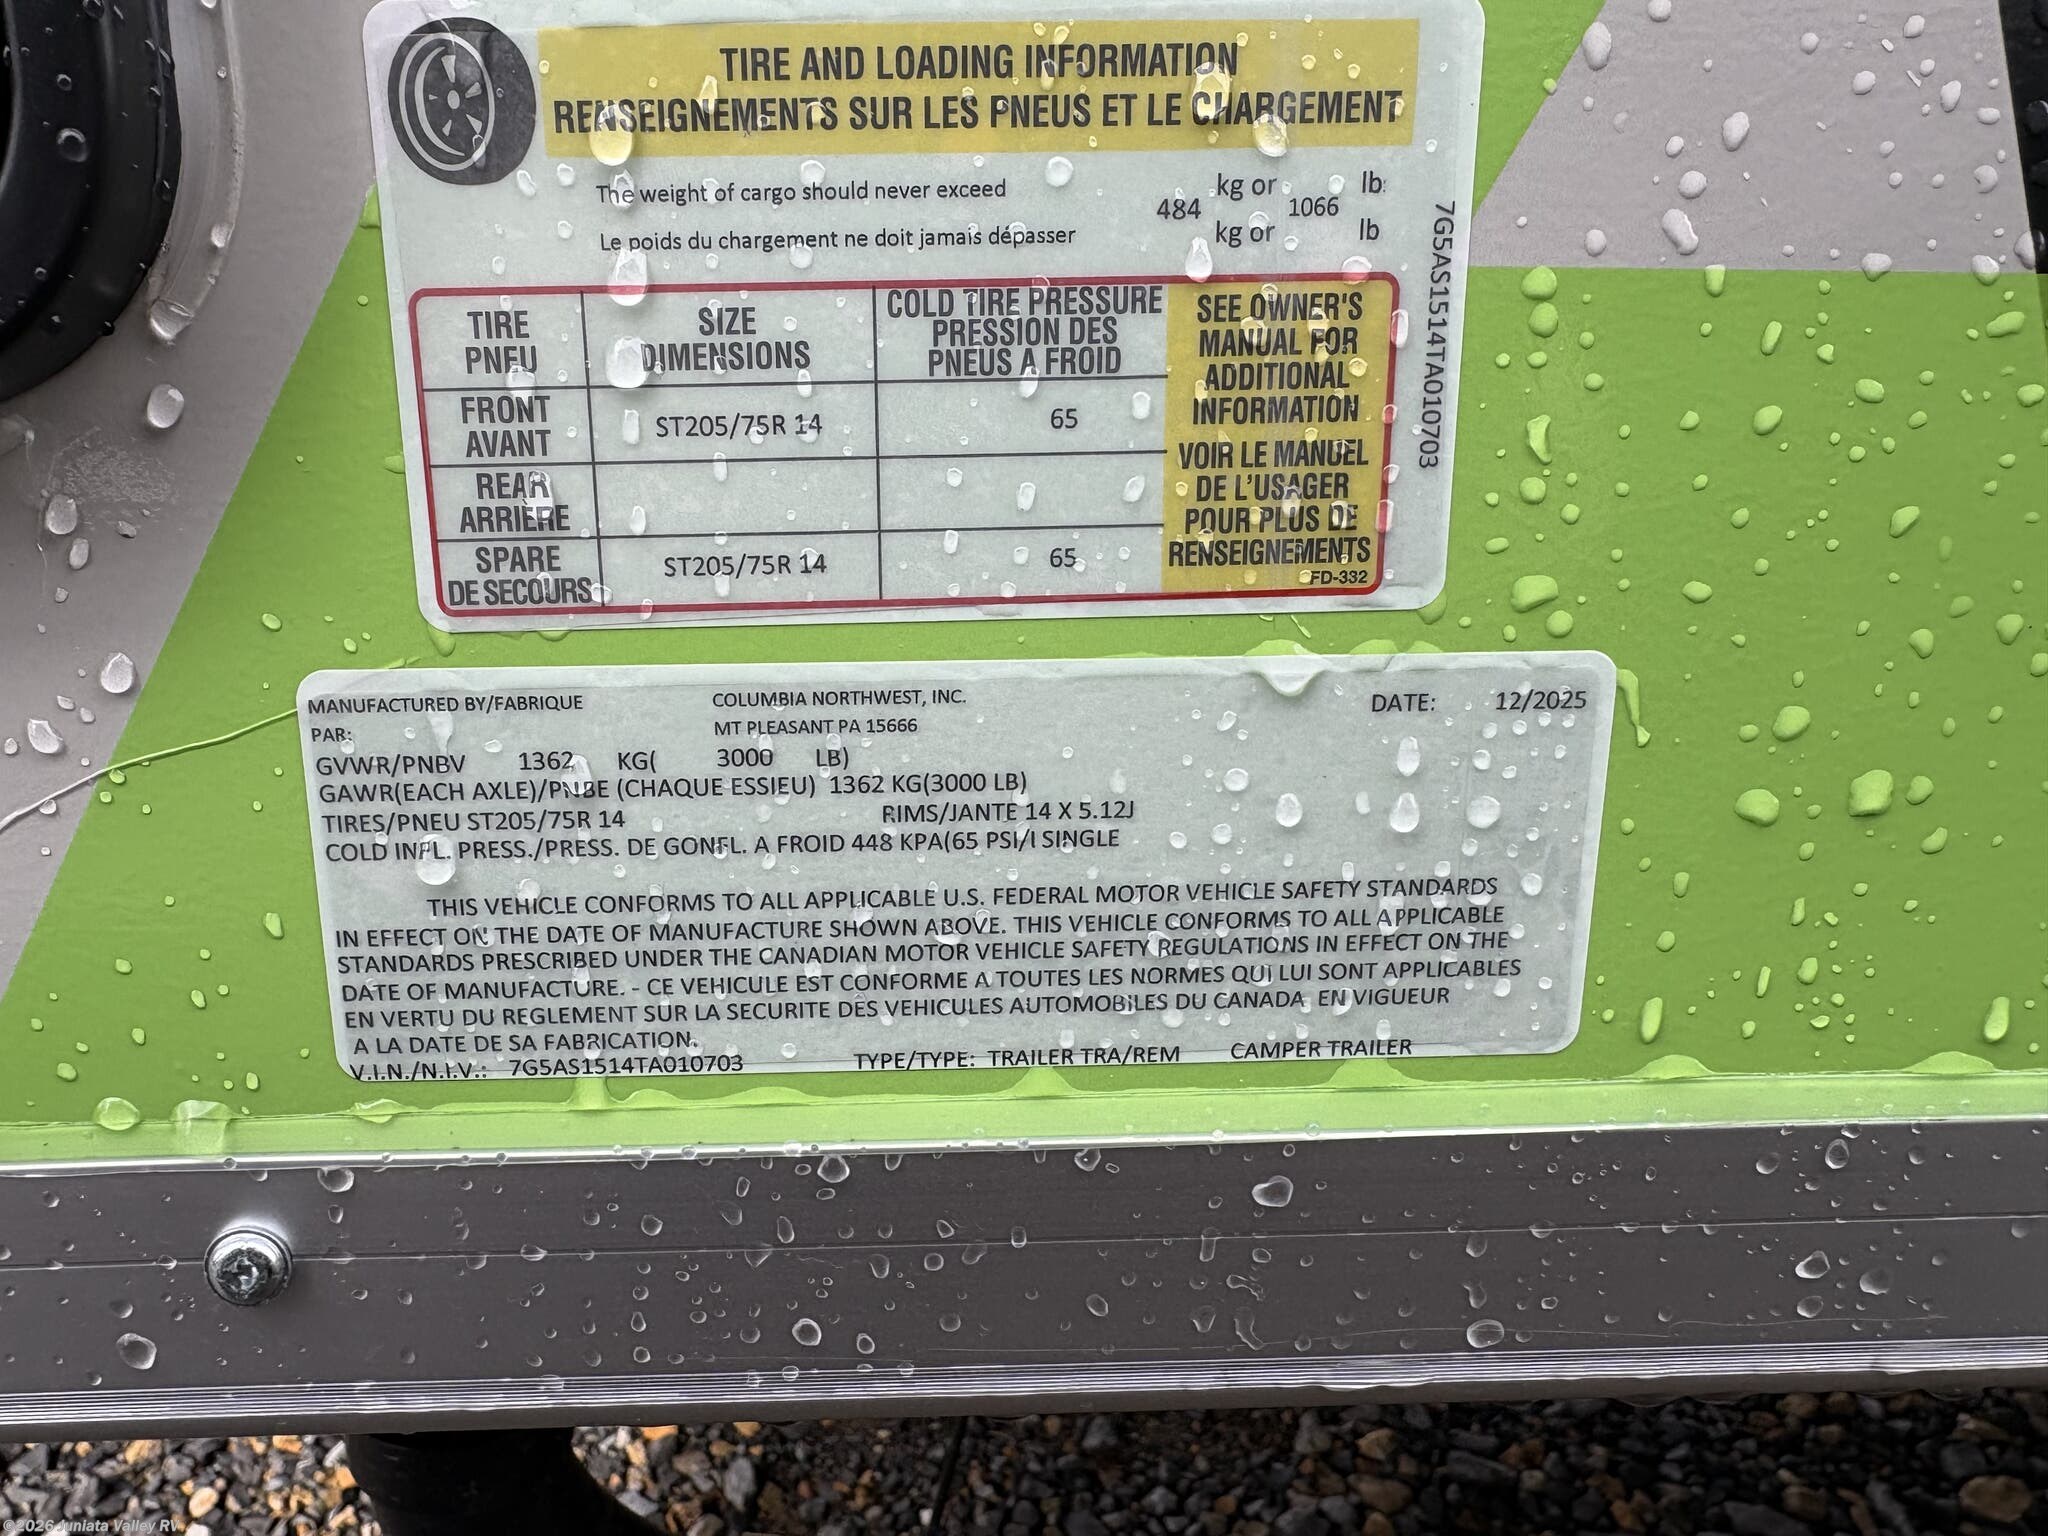 TIRE AND LOADING INFORMATION
RENSEIGNEMENTS SUR LES PNEUS ET LE CHARGEMENT
The weight of cargo should never exceed
kg or
lb.
484
1066
Le poids du chargement ne doit jamais dépasser
kg or
lb
7G5AS1514TA010703
TIRE
PNEU
SIZE
DIMENSIONS
COLD TIRE PRESSURE
PRESSION DES
PNEUS A FROID
SEE OWNER'S
MANUAL FOR
ADDITIONAL
INFORMATION
VOIR LE MANUEL
DE L'USAGER
POUR PLUS DE
RENSEIGNEMENTS
FD-332
FRONT
AVANT
ST205/75R 14
65
REAR
ARRIÈRE
SPARE
DE SECOURS
ST205/75R 14
65
MANUFACTURED BY/FABRIQUE
PAR:
COLUMBIA NORTHWEST, INC.
MT PLEASANT PA 15666
DATE: 12/2025
GVWR/PNBV 1362 KG( 3000 LB)
GAWR(EACH AXLE)/PNBE (CHAQUE ESSIEU) 1362 KG(3000 LB)
TIRES/PNEU ST205/75R 14 RIMS/JANTE 14 X 5.12J
COLD INFL. PRESS./PRESS. DE GONFL. A FROID 448 KPA(65 PSI/l SINGLE
THIS VEHICLE CONFORMS TO ALL APPLICABLE U.S. FEDERAL MOTOR VEHICLE SAFETY STANDARDS
IN EFFECT ON THE DATE OF MANUFACTURE SHOWN ABOVE. THIS VEHICLE CONFORMS TO ALL APPLICABLE
STANDARDS PRESCRIBED UNDER THE CANADIAN MOTOR VEHICLE SAFETY REGULATIONS IN EFFECT ON THE
DATE OF MANUFACTURE. - CE VEHICULE EST CONFORME A TOUTES LES NORMES QUI LUI SONT APPLICABLES
EN VERTU DU REGLEMENT SUR LA SECURITE DES VEHICULES AUTOMOBILES DU CANADA EN VIGUEUR
A LA DATE DE SA FABRICATION.
V.I.N./N.I.V.: 7G5AS1514TA010703 TYPE/TYPE: TRAILER TRA/REM CAMPER TRAILER
©2026 Juniata Valley RV